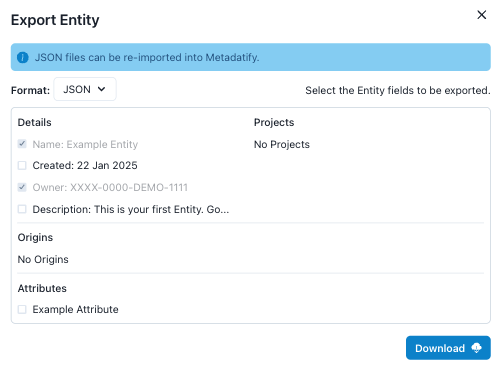 Export Entity
JSON files can be re-imported into Metadatify.
Format: JSON
Select the Entity fields to be exported.
Details
Name: Example Entity
Created: 22 Jan 2025
Owner: XXXX-0000-DEMO-1111
Description: This is your first Entity. Go...
Projects
No Projects
Origins
No Origins
Attributes
Example Attribute
Download